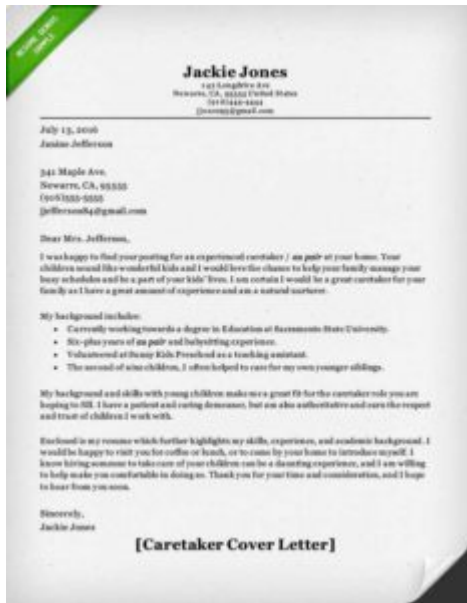 Jackie Jones
Newarre, CA, 55555 United States
July 13, 2016
Janine Jefferson
341 Maple Ave.
Newarre, CA, 55555
(906)555-5555
Dear Mrs. Jefferson,
I was happy to find your posting for an experienced caretaker / au pair at your home. Your
children sound like wonderful kids and I would love the chance to help your family manage your
busy schedules and be a part of your kids' lives. I am certain I would be a great caretaker for your
family as I have a great amount of experience and am a natural nurturer.
My background includes:
• Currently working towards a degree in Education at Sacramento State University.
• Six-plus years of au pair and babysitting experience.
• Volunteered at Sunny Kids Preschool as a teaching assistant.
• The second of nine children, I often helped to care for my own younger siblings.
My background and skills with young children make me a great fit for the caretaker role you are
hoping to fill. I have a patient and caring demeanor, but am also authoritative and earn the respect
and trust of children I work with.
Enclosed is my resume which further highlights my skills, experience, and academic background. I
would be happy to visit you for coffee or lunch, or to come by your home to introduce myself. I
know hiring someone to take care of your children can be a daunting experience, and I am willing
to help make you comfortable in doing so. Thank you for your time and consideration, and I hope
to hear from you soon.
Sincerely,
Jackie Jones
[Caretaker Cover Letter]